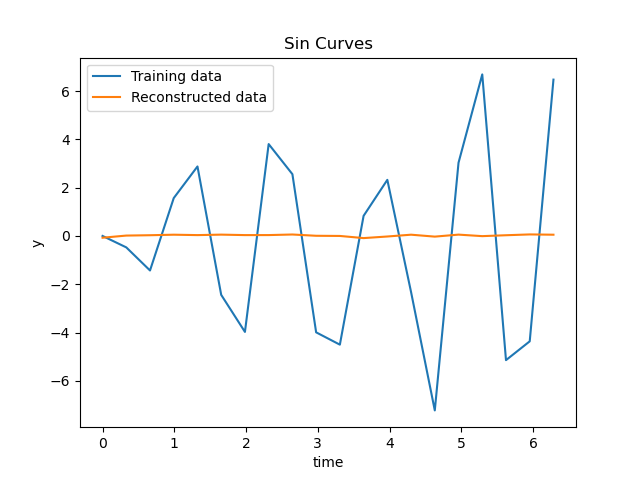 Sin Curves
Training data
Reconstructed data
6
4
2
0
−2
−4
−6
y
0 1 2 3 4 5 6
time